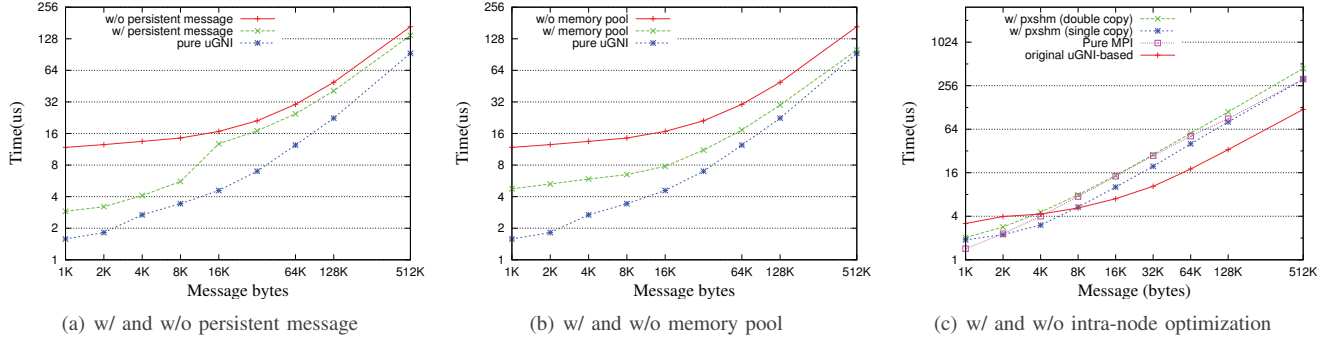 256
128
64
32
16
8
4
2
1
Time(us)
w/o persistent message
w/ persistent message
pure uGNI
1K 2K 4K 8K 16K 64K 128K 512K
Message bytes
(a) w/ and w/o persistent message
256
128
64
32
16
8
4
2
1
Time(us)
w/o memory pool
w/ memory pool
pure uGNI
1K 2K 4K 8K 16K 64K 128K 512K
Message bytes
(b) w/ and w/o memory pool
1024
256
64
16
4
1
Time (us)
w/ pxshm (double copy)
w/ pxshm (single copy)
Pure MPI
original uGNI-based
1K 2K 4K 8K 16K 32K 64K 128K 512K
Message (bytes)
(c) w/ and w/o intra-node optimization